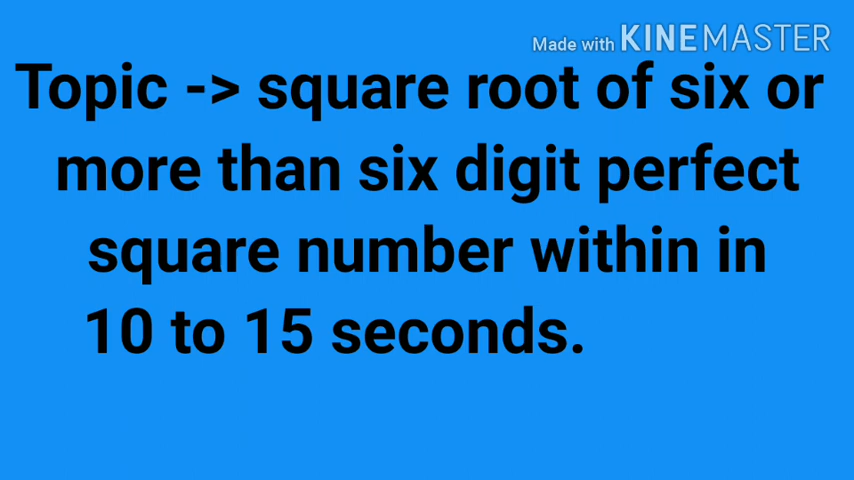 Made with KINEMASTER
Topic -> square root of six or
more than six digit perfect
square number within in
10 to 15 seconds.